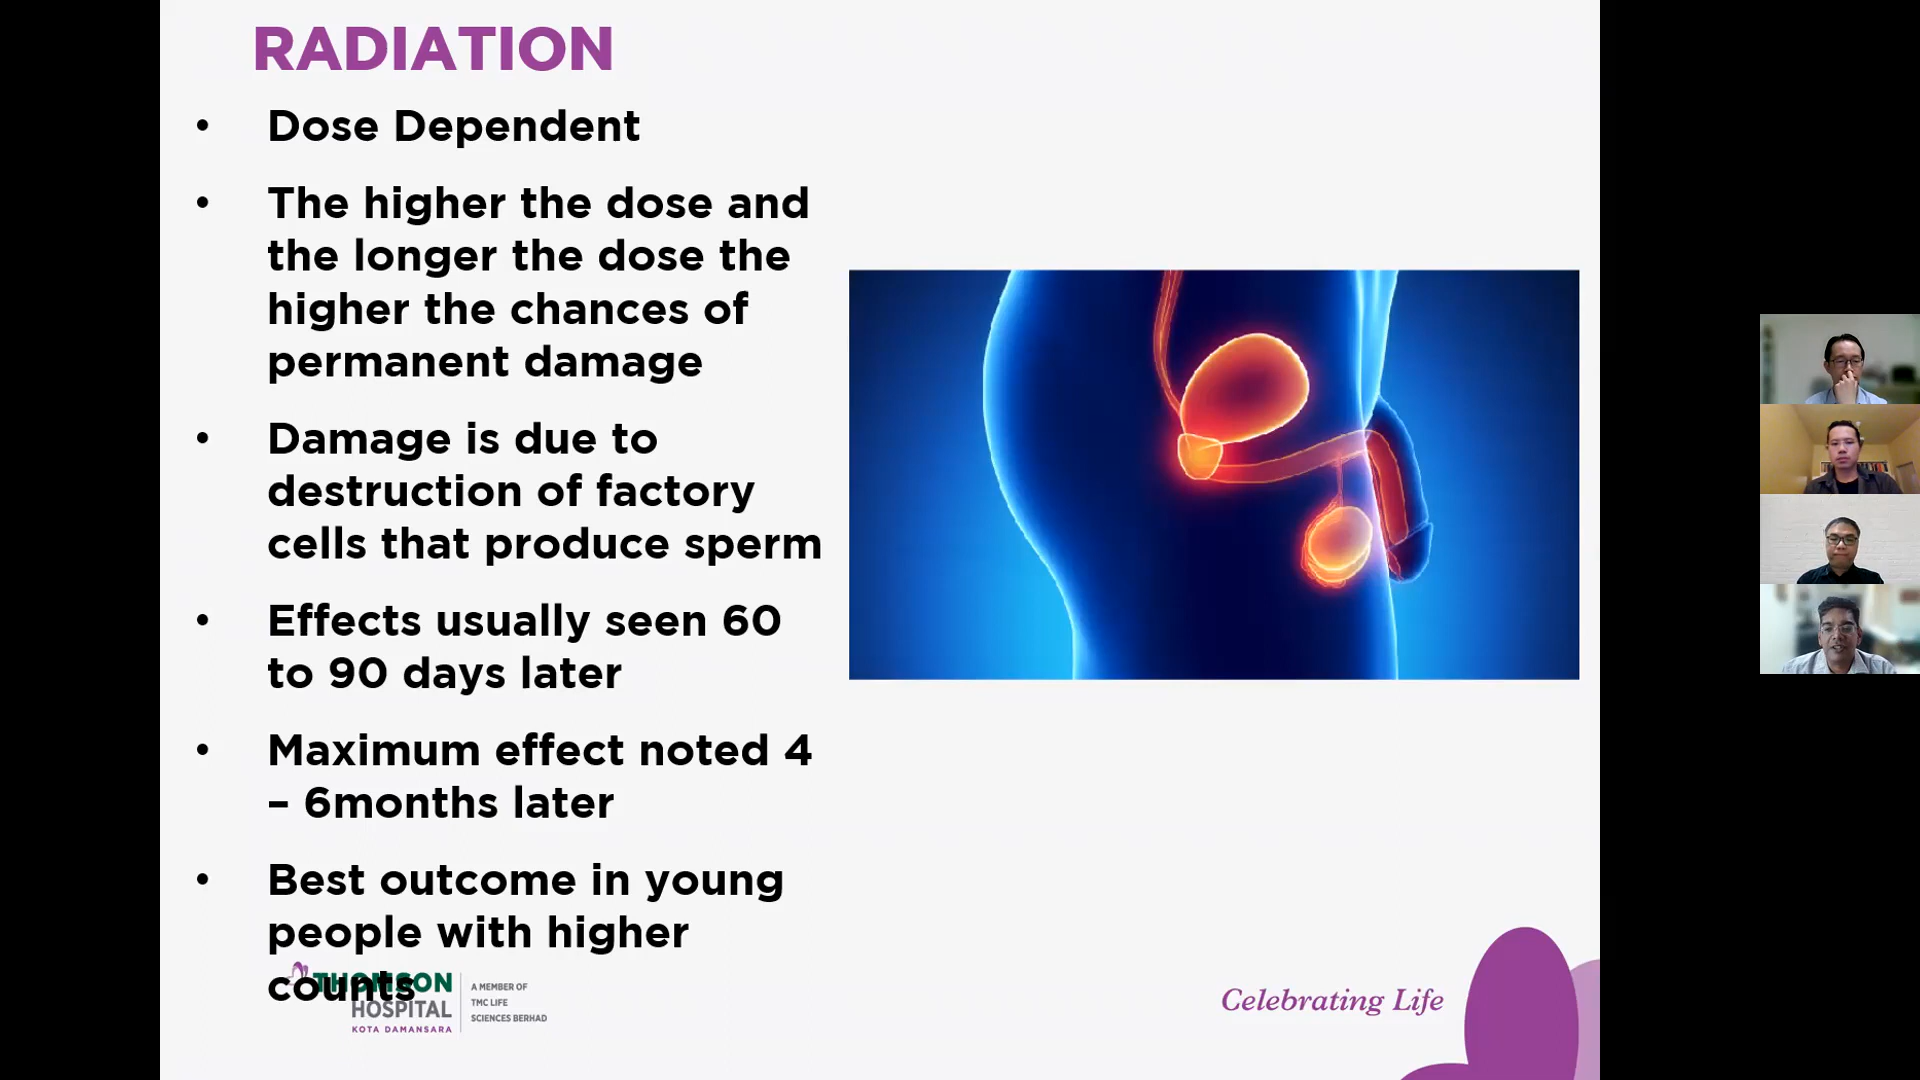 RADIATION
• Dose Dependent
• The higher the dose and
the longer the dose the
higher the chances of
permanent damage
• Damage is due to
destruction of factory
cells that produce sperm
• Effects usually seen 60
to 90 days later
• Maximum effect noted 4
– 6months later
• Best outcome in young
people with higher
counts
THOMSON
HOSPITAL
KOTA DAMANSARA
A MEMBER OF
TMC LIFE
SCIENCES BERHAD
Celebrating Life